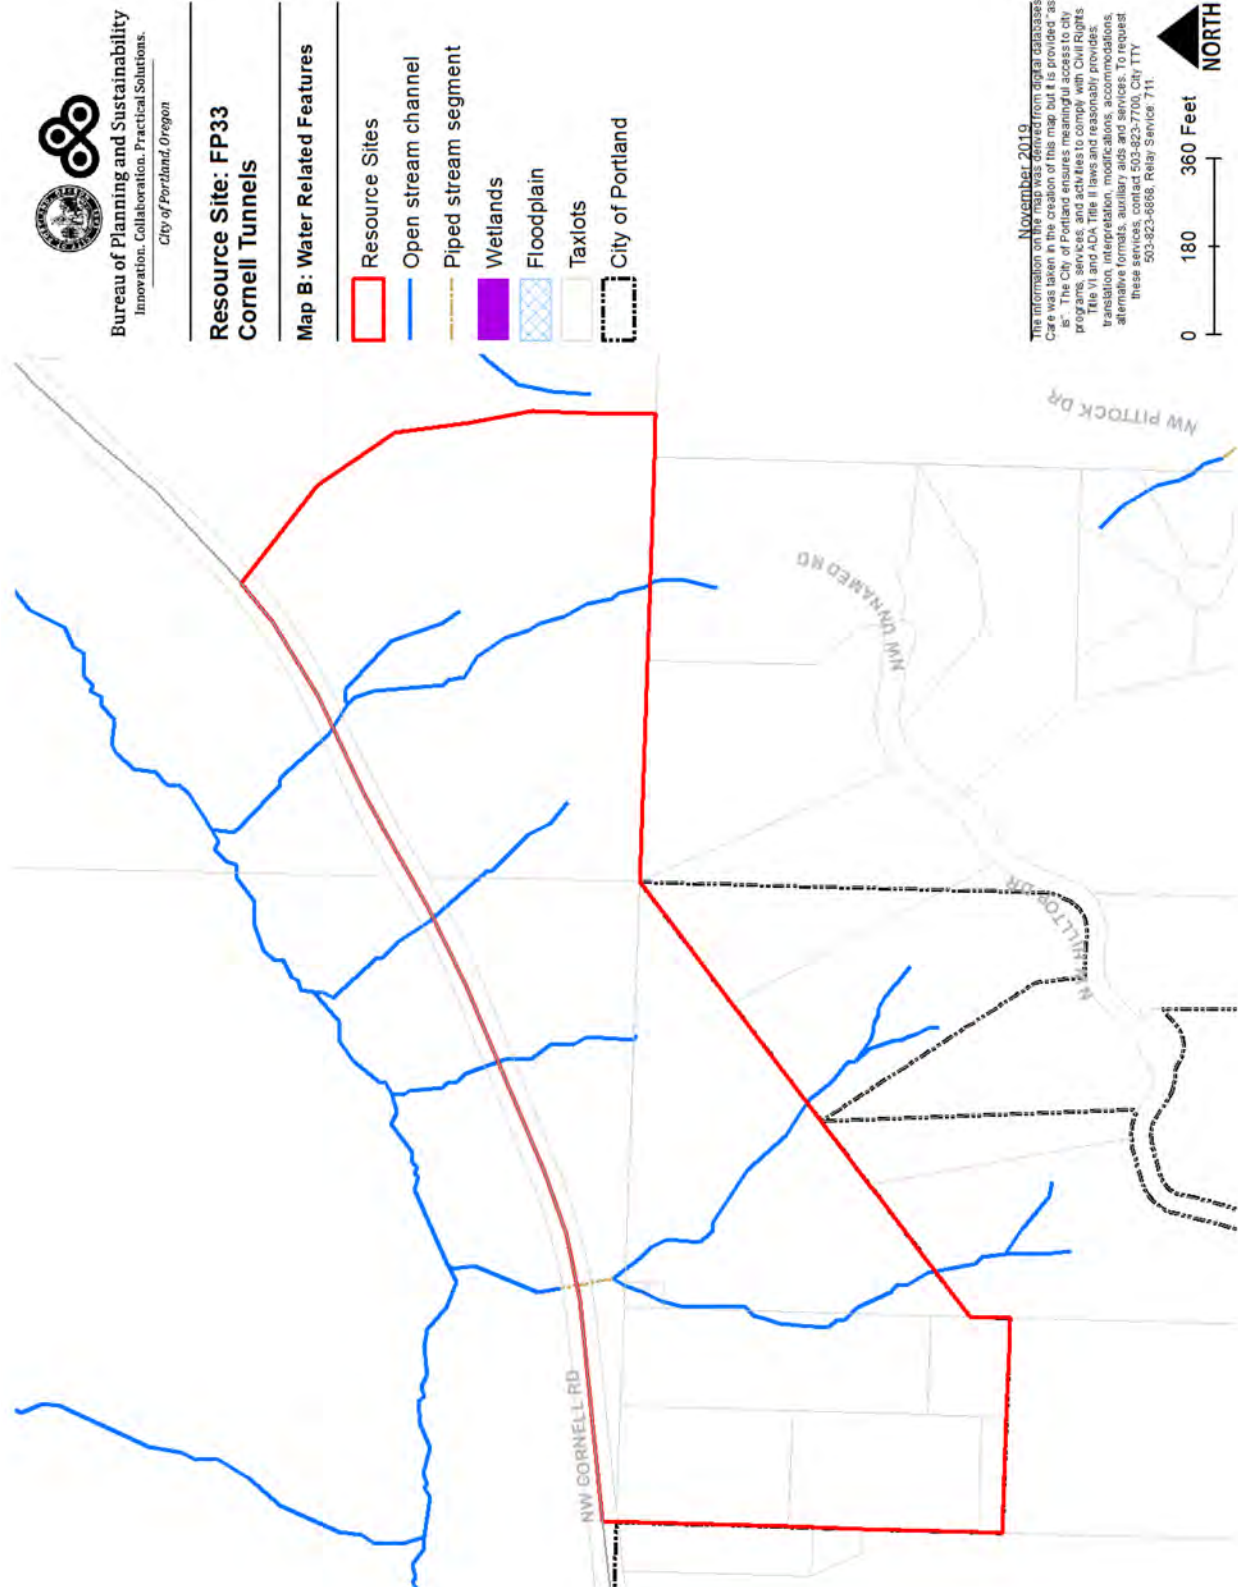 Bureau of Planning and Sustainability
Innovation. Collaboration. Practical Solutions.
City of Portland, Oregon
Resource Site: FP33
Cornell Tunnels
Map B: Water Related Features
Resource Sites
Open stream channel
Piped stream segment
Wetlands
Floodplain
Taxlots
City of Portland
November 2019
The information on the map was derived from digital databases
Care was taken in the creation of this map but it is provided "as
is". The City of Portland ensures meaningful access to city
programs, services, and activities to comply with Civil Rights
Title VI and ADA Title II laws and reasonably provides:
translation, interpretation, modifications, accommodations,
alternative formats, auxiliary aids and services. To request
these services, contact 503-823-7700, City TTY
503-823-6868, Relay Service: 711.
0 180 360 Feet
NORTH
NW CORNELL RD
NW HILLTOP DR
NW UNNAMED RD
NW PITTOCK DR